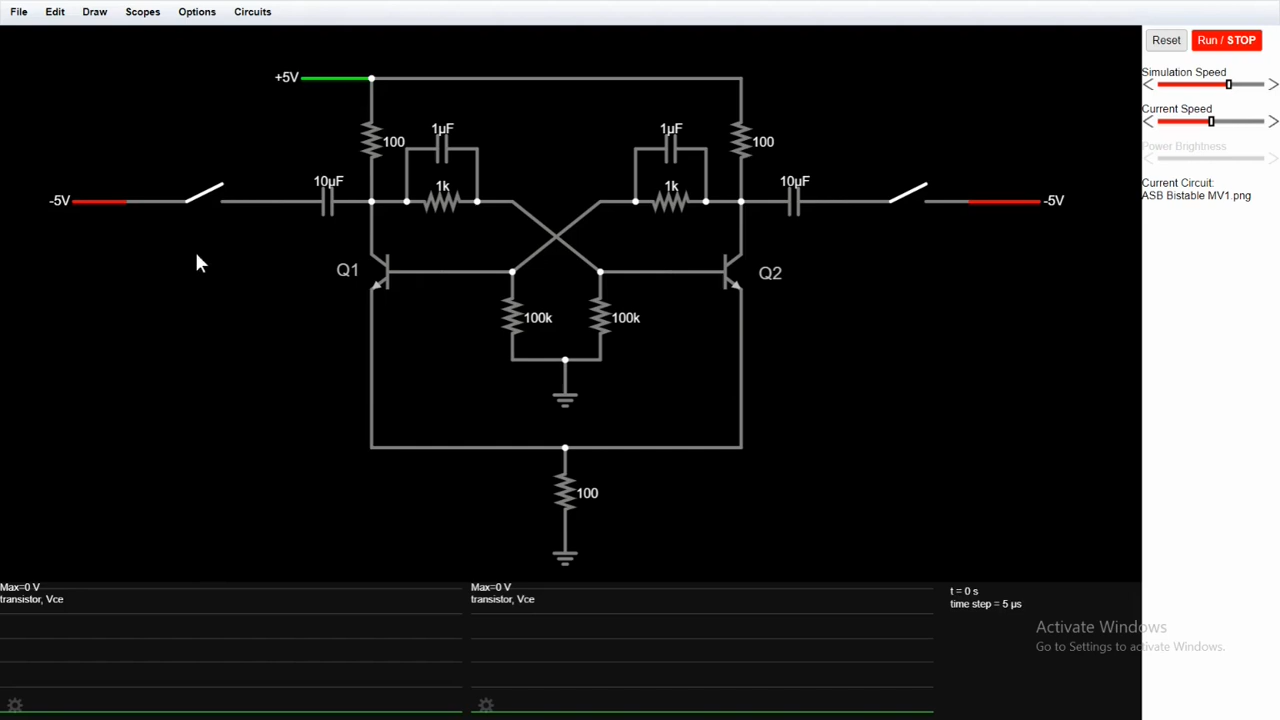 File Edit Draw Scopes Options Circuits
Reset Run / STOP
Simulation Speed
Current Speed
Power Brightness
Current Circuit:
ASB Bistable MV1.png
+5V
100
1µF
1µF
100
10µF
1k
1k
10µF
-5V
-5V
Q1
Q2
100k
100k
100
Max=0 V
transistor, Vce
Max=0 V
transistor, Vce
t = 0 s
time step = 5 µs
Activate Windows
Go to Settings to activate Windows.